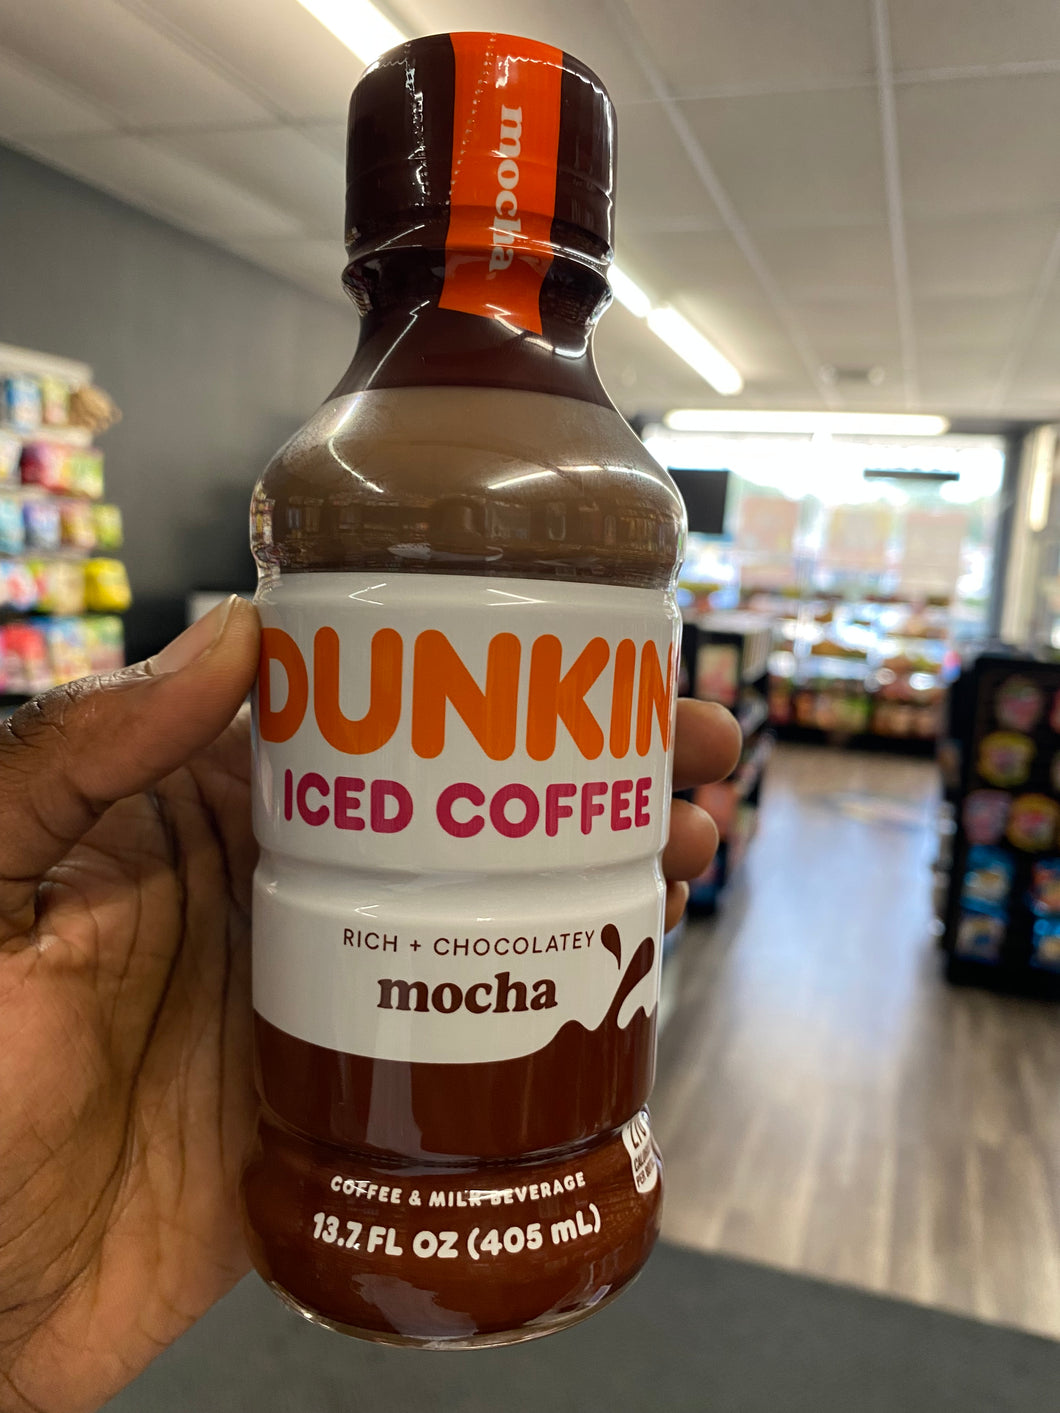 mocha
DUNKIN
ICED COFFEE
RICH + CHOCOLATEY
mocha
COFFEE & MILK BEVERAGE
13.7 FL OZ (405 mL)